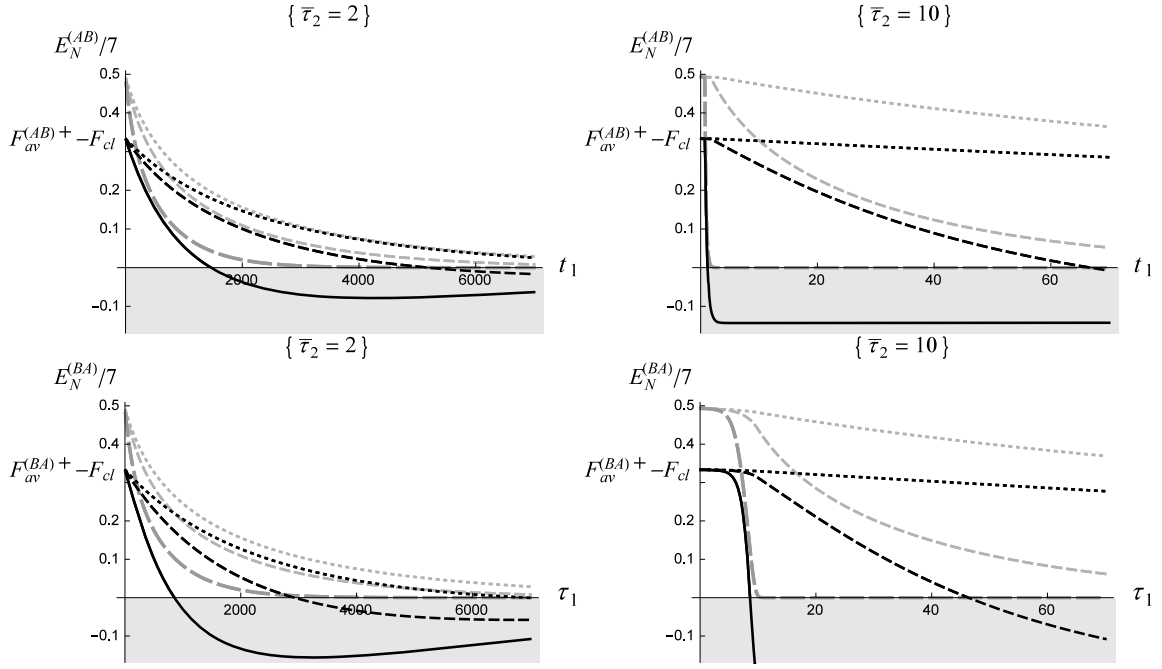 { τ̄₂ = 2 }
E_N^(AB)/7
0.5
0.4
F_av^(AB)+ −F_cl
0.2
0.1
−0.1
2000
4000
6000
t₁
{ τ̄₂ = 10 }
E_N^(AB)/7
0.5
0.4
F_av^(AB)+ −F_cl
0.2
0.1
−0.1
20
40
60
t₁
{ τ̄₂ = 2 }
E_N^(BA)/7
0.5
0.4
F_av^(BA)+ −F_cl
0.2
0.1
−0.1
2000
4000
6000
τ₁
{ τ̄₂ = 10 }
E_N^(BA)/7
0.5
0.4
F_av^(BA)+ −F_cl
0.2
0.1
−0.1
20
40
60
τ₁